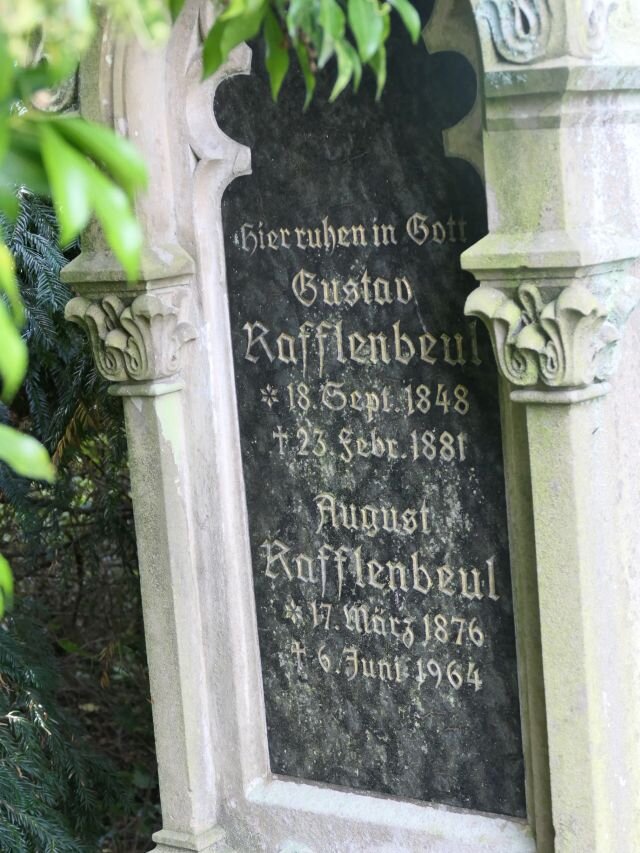 Hier ruhen in Gott
Gustav
Rafflenbeul
* 18. Sept. 1848
† 23. Febr. 1881
August
Rafflenbeul
* 17. März 1876
† 6. Juni 1964